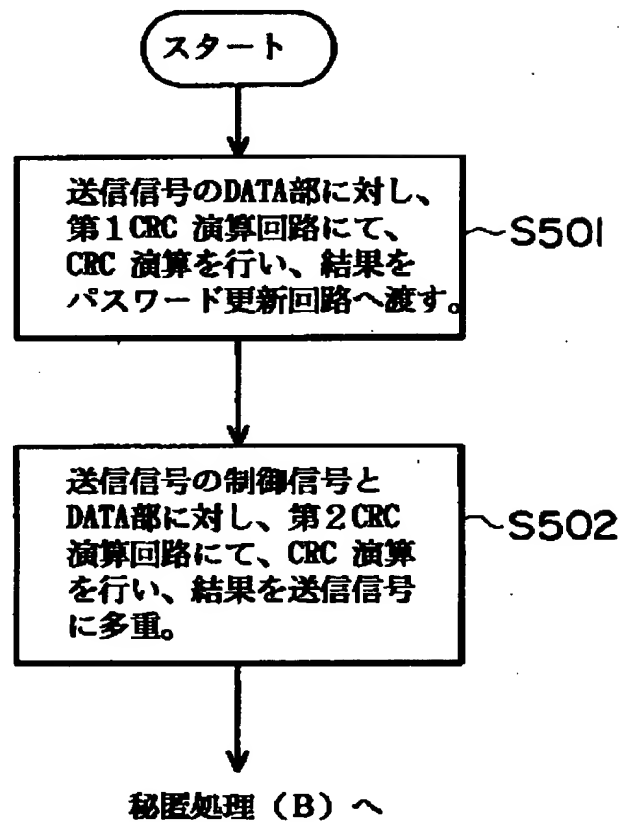 スタート
送信信号のDATA部に対し、
第1CRC 演算回路にて、
CRC 演算を行い、結果を
パスワード更新回路へ渡す。
S501
送信信号の制御信号と
DATA部に対し、第2CRC
演算回路にて、CRC 演算
を行い、結果を送信信号
に多重。
S502
秘匿処理(B)へ